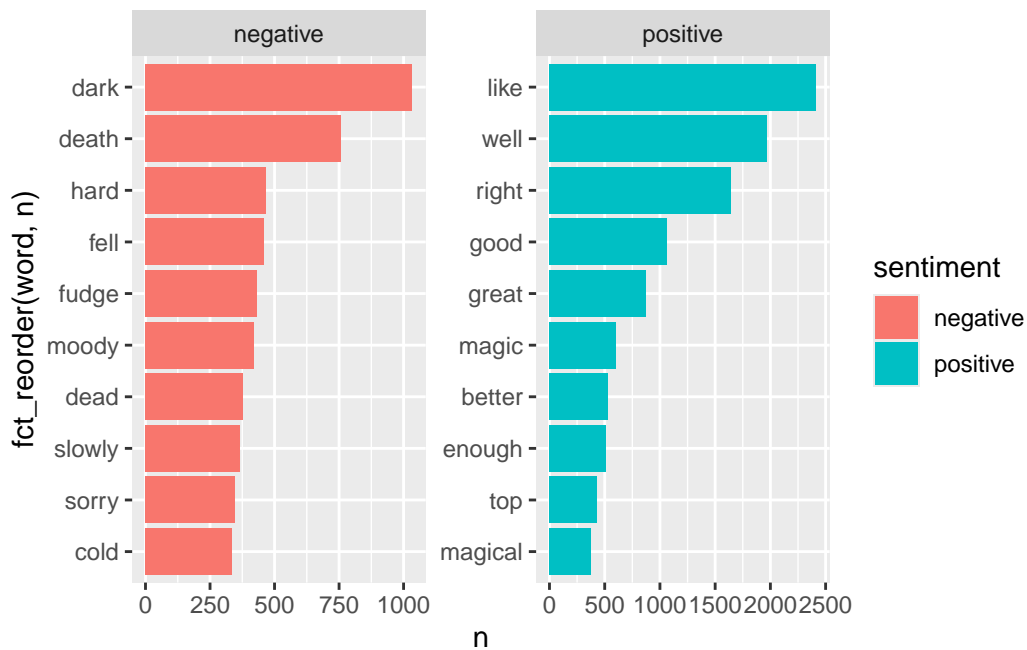 negative
positive
dark
death
hard
fell
fudge
moody
dead
slowly
sorry
cold
like
well
right
good
great
magic
better
enough
top
magical
0 250 500 750 1000
0 500 1000 1500 2000 2500
n
fct_reorder(word, n)
sentiment
negative
positive